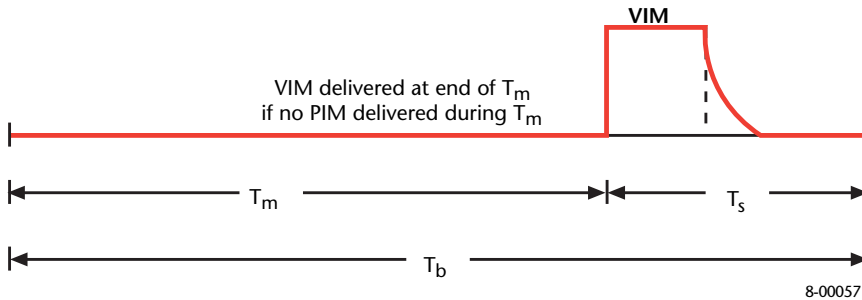 VIM
VIM delivered at end of Tm
if no PIM delivered during Tm
Tm
Ts
Tb
8-00057